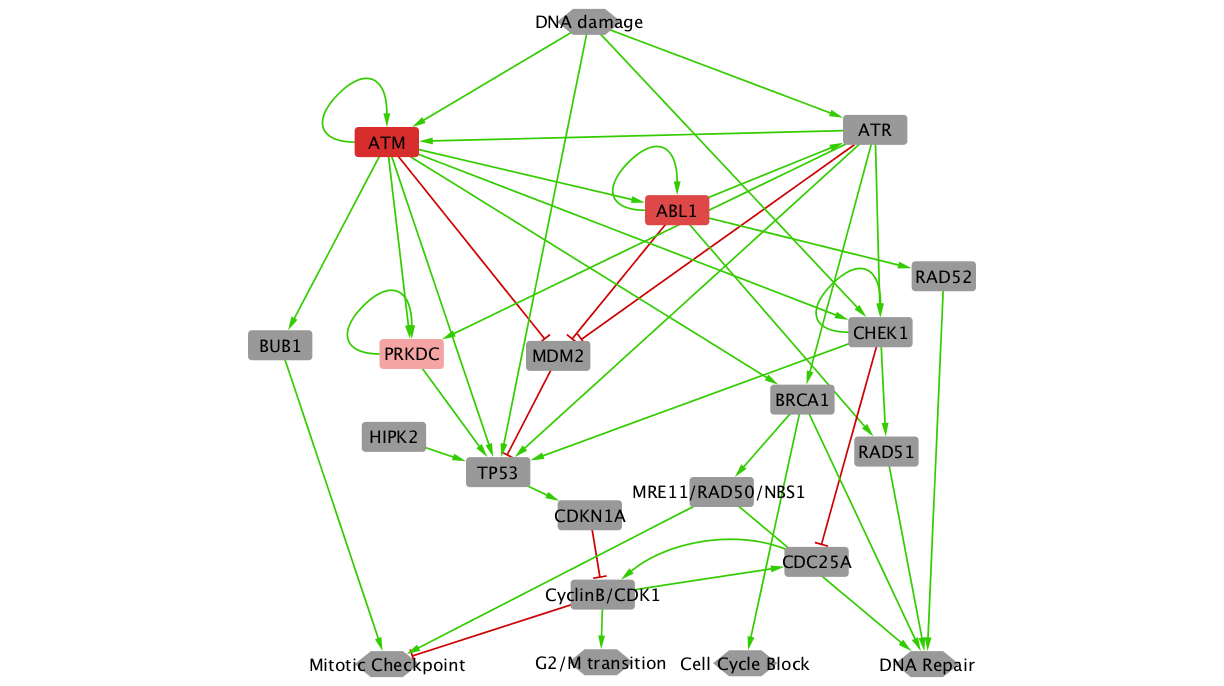 DNA damage
ATR
ATM
ABL1
RAD52
CHEK1
BUB1
PRKDC
MDM2
BRCA1
HIPK2
RAD51
TP53
MRE11/RAD50/NBS1
CDKN1A
CDC25A
CyclinB/CDK1
Mitotic Checkpoint
G2/M transition
Cell Cycle Block
DNA Repair